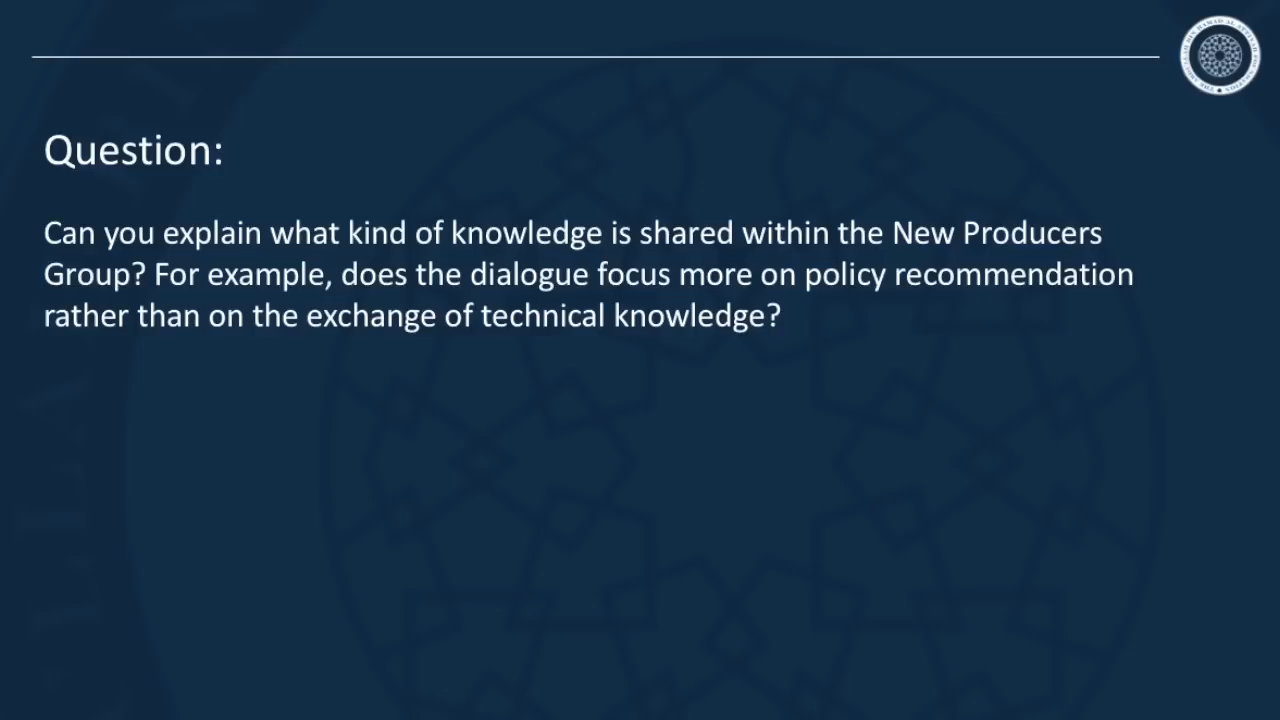 Question:
Can you explain what kind of knowledge is shared within the New Producers
Group? For example, does the dialogue focus more on policy recommendation
rather than on the exchange of technical knowledge?